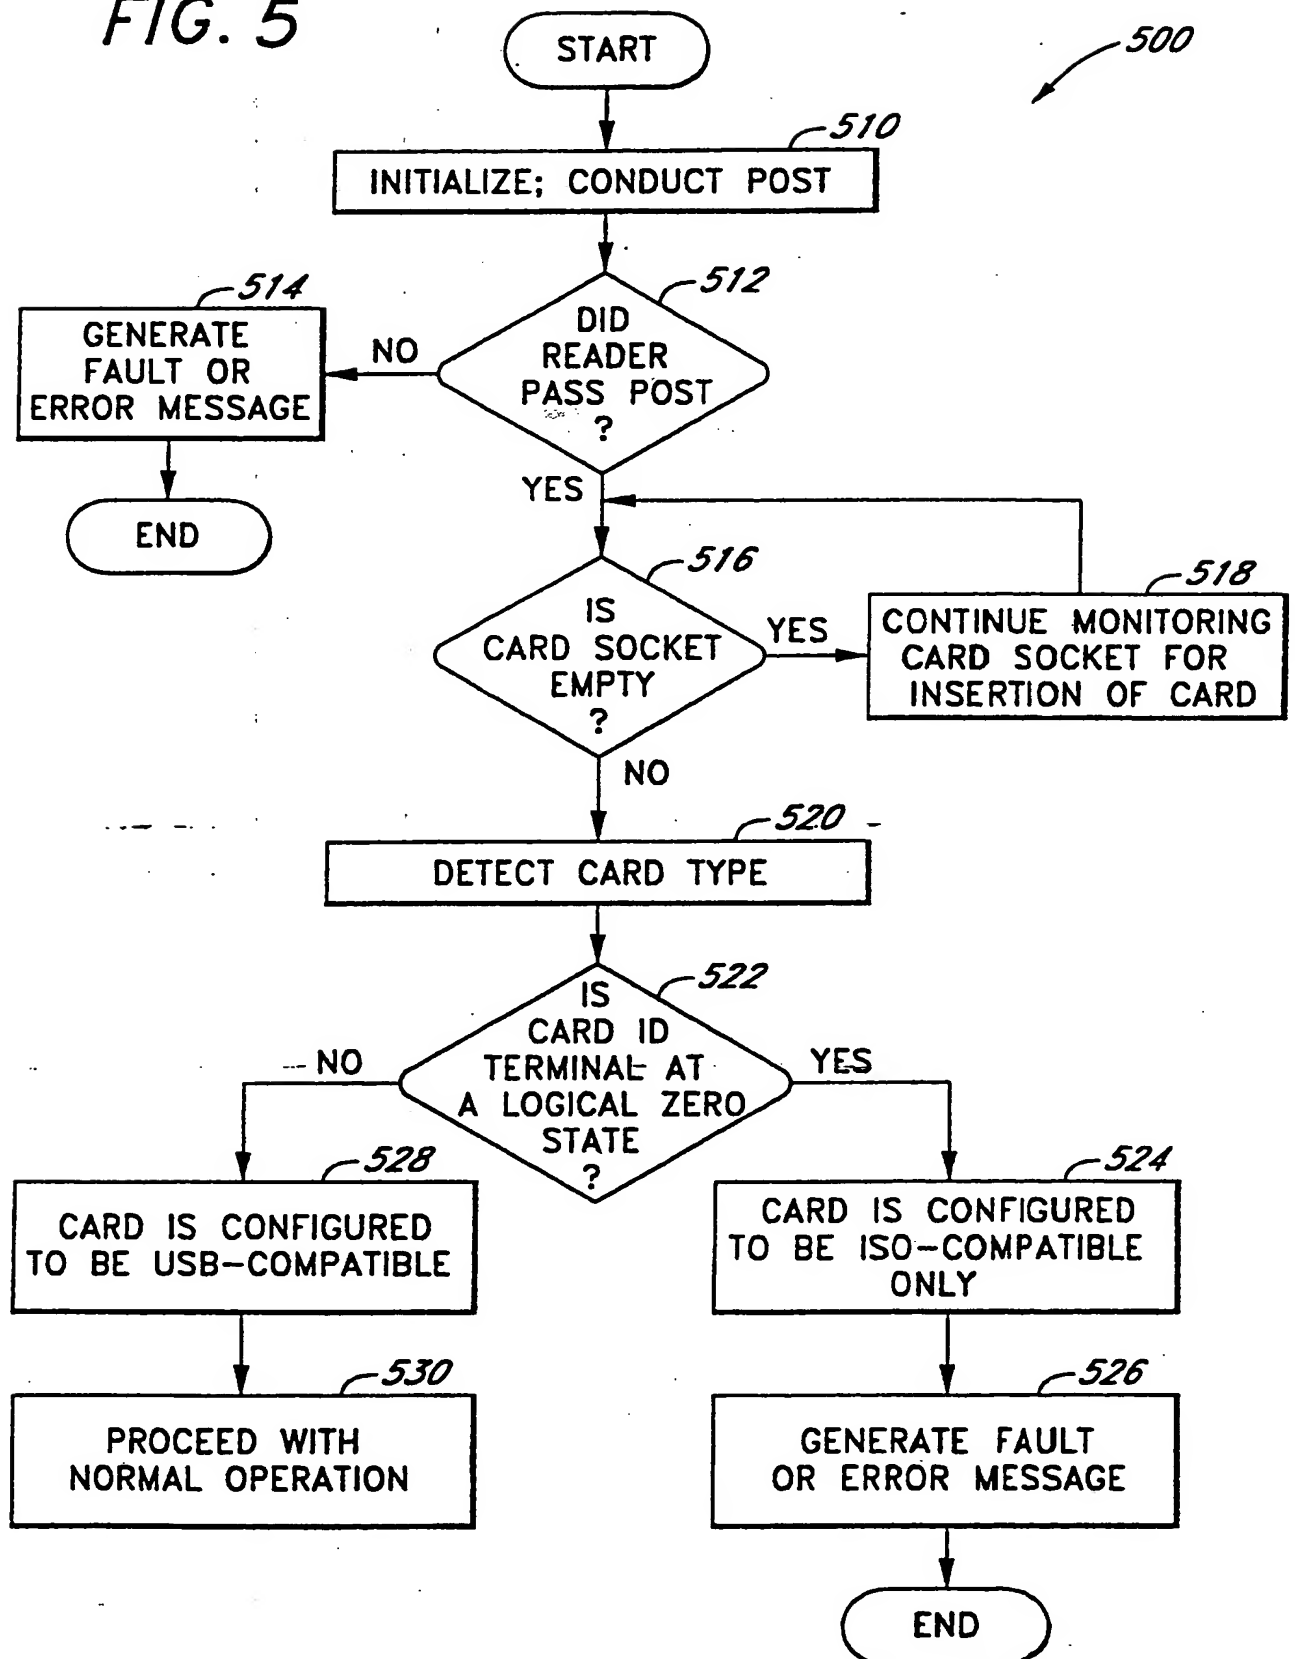 FIG. 5
START
500
510
INITIALIZE; CONDUCT POST
512
DID
READER
PASS POST
?
NO
514
GENERATE
FAULT OR
ERROR MESSAGE
END
YES
516
IS
CARD SOCKET
EMPTY
?
YES
518
CONTINUE MONITORING
CARD SOCKET FOR
INSERTION OF CARD
NO
520
DETECT CARD TYPE
522
IS
CARD ID
TERMINAL AT
A LOGICAL ZERO
STATE
?
NO
YES
528
CARD IS CONFIGURED
TO BE USB-COMPATIBLE
524
CARD IS CONFIGURED
TO BE ISO-COMPATIBLE
ONLY
530
PROCEED WITH
NORMAL OPERATION
526
GENERATE FAULT
OR ERROR MESSAGE
END